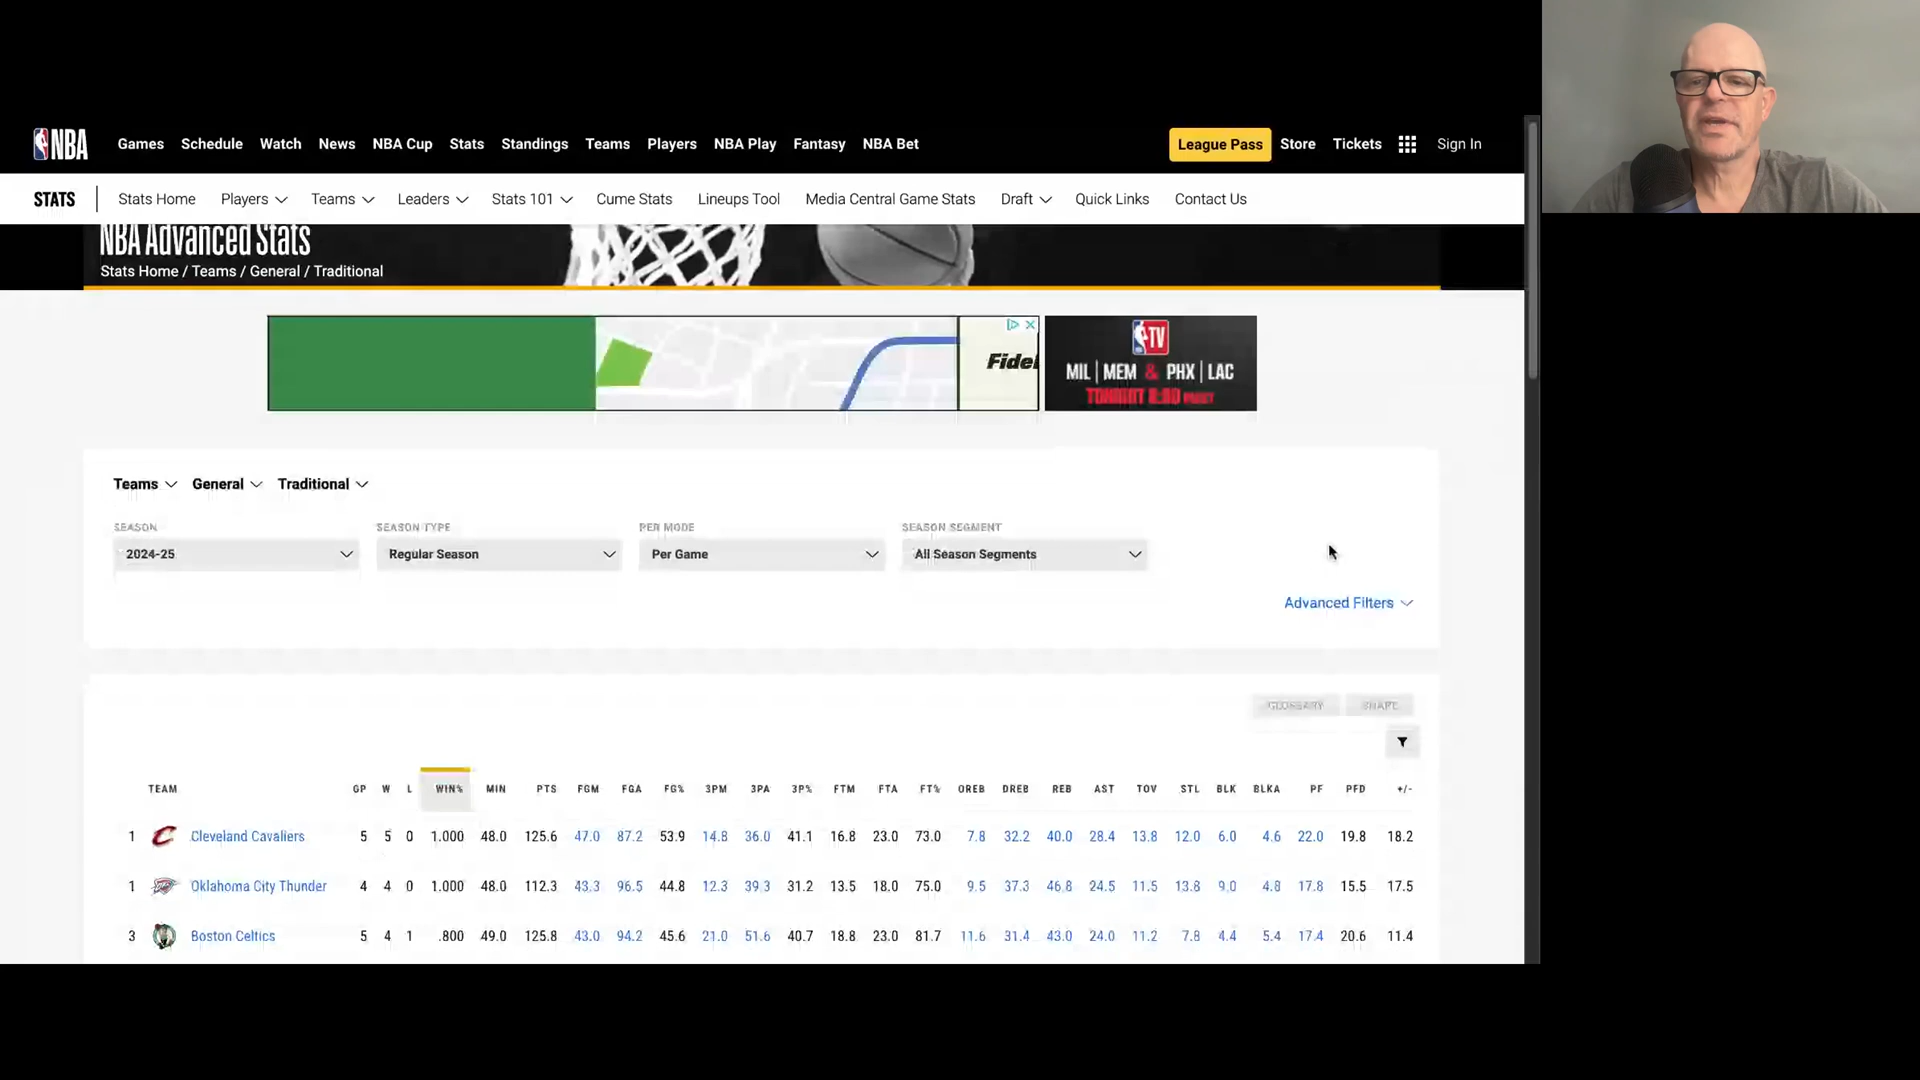 NBA Games Schedule Watch News NBA Cup Stats Standings Teams Players NBA Play Fantasy NBA Bet League Pass Store Tickets Sign In
STATS Stats Home Players Teams Leaders Stats 101 Cume Stats Lineups Tool Media Central Game Stats Draft Quick Links Contact Us
NBA Advanced Stats
Stats Home / Teams / General / Traditional
Fidel
TV
MIL | MEM & PHX | LAC
TONIGHT 8:00
Teams General Traditional
SEASON SEASON TYPE PER MODE SEASON SEGMENT
2024-25 Regular Season Per Game All Season Segments
Advanced Filters
GLOSSARY SHARE
TEAM GP W L WIN% MIN PTS FGM FGA FG% 3PM 3PA 3P% FTM FTA FT% OREB DREB REB AST TOV STL BLK BLKA PF PFD +/-
1 Cleveland Cavaliers 5 5 0 1.000 48.0 125.6 47.0 87.2 53.9 14.8 36.0 41.1 16.8 23.0 73.0 7.8 32.2 40.0 28.4 13.8 12.0 6.0 4.6 22.0 19.8 18.2
1 Oklahoma City Thunder 4 4 0 1.000 48.0 112.3 43.3 96.5 44.8 12.3 39.3 31.2 13.5 18.0 75.0 9.5 37.3 46.8 24.5 11.5 13.8 9.0 4.8 17.8 15.5 17.5
3 Boston Celtics 5 4 1 .800 49.0 125.8 43.0 94.2 45.6 21.0 51.6 40.7 18.8 23.0 81.7 11.6 31.4 43.0 24.0 11.2 7.8 4.4 5.4 17.4 20.6 11.4